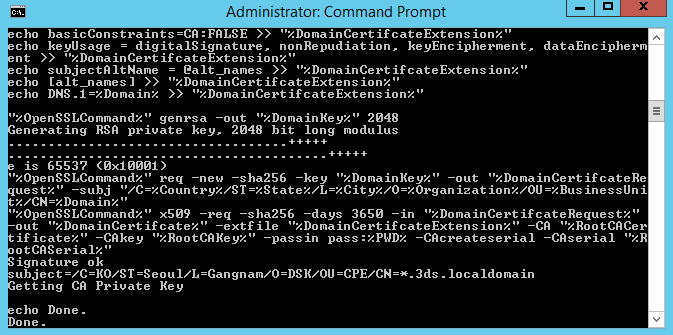 Administrator: Command Prompt
echo basicConstraints=CA:FALSE >> "%DomainCertifcateExtension%"
echo keyUsage = digitalSignature, nonRepudiation, keyEncipherment, dataEncipherm
ent >> "%DomainCertifcateExtension%"
echo subjectAltName = @alt_names >> "%DomainCertifcateExtension%"
echo [alt_names] >> "%DomainCertifcateExtension%"
echo DNS.1=%Domain% >> "%DomainCertifcateExtension%"
"%OpenSSLCommand%" genrsa -out "%DomainKey%" 2048
Generating RSA private key, 2048 bit long modulus
...................................+++++
........................................+++++
e is 65537 (0x10001)
"%OpenSSLCommand%" req -new -sha256 -key "%DomainKey%" -out "%DomainCertifcateRe
quest%" -subj "/C=%Country%/ST=%State%/L=%City%/O=%Organization%/OU=%BusinessUni
t%/CN=%Domain%"
"%OpenSSLCommand%" x509 -req -sha256 -days 3650 -in "%DomainCertifcateRequest%"
-out "%DomainCertifcate%" -extfile "%DomainCertifcateExtension%" -CA "%RootCACer
tificate%" -CAkey "%RootCAKey%" -passin pass:%PWD% -CAcreateserial -CAserial "%R
ootCASerial%"
Signature ok
subject=/C=KO/ST=Seoul/L=Gangnam/O=DSK/OU=CPE/CN=*.3ds.localdomain
Getting CA Private Key
echo Done.
Done.